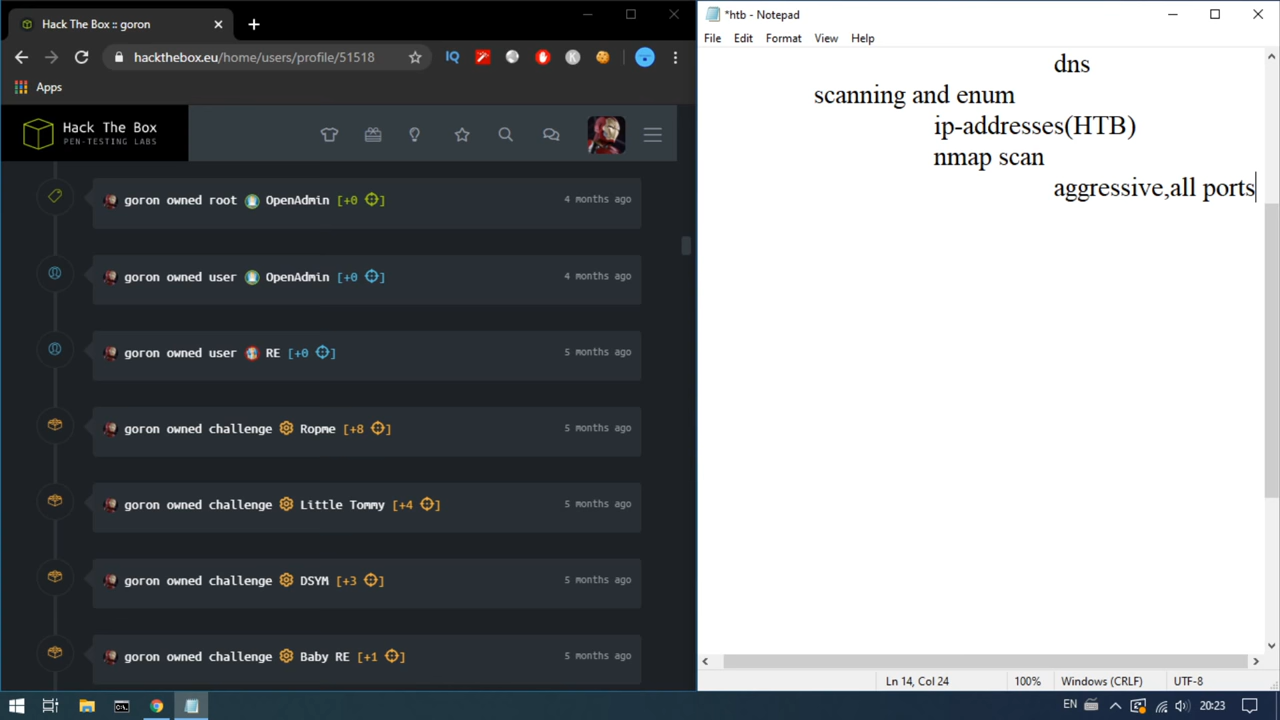 Hack The Box :: goron
hackthebox.eu/home/users/profile/51518
IQ
K
Apps
Hack The Box
PEN-TESTING LABS
goron owned root OpenAdmin [+0 ]
4 months ago
goron owned user OpenAdmin [+0 ]
4 months ago
goron owned user RE [+0 ]
5 months ago
goron owned challenge Ropme [+8 ]
5 months ago
goron owned challenge Little Tommy [+4 ]
5 months ago
goron owned challenge DSYM [+3 ]
5 months ago
goron owned challenge Baby RE [+1 ]
5 months ago
*htb - Notepad
File Edit Format View Help
dns
scanning and enum
ip-addresses(HTB)
nmap scan
aggressive,all ports
Ln 14, Col 24
100%
Windows (CRLF)
UTF-8
EN
20:23